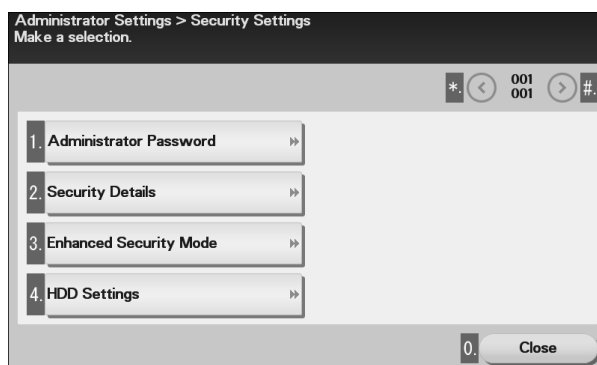 Administrator Settings > Security Settings
Make a selection.
*. 001 #.
001
1. Administrator Password
2. Security Details
3. Enhanced Security Mode
4. HDD Settings
0. Close